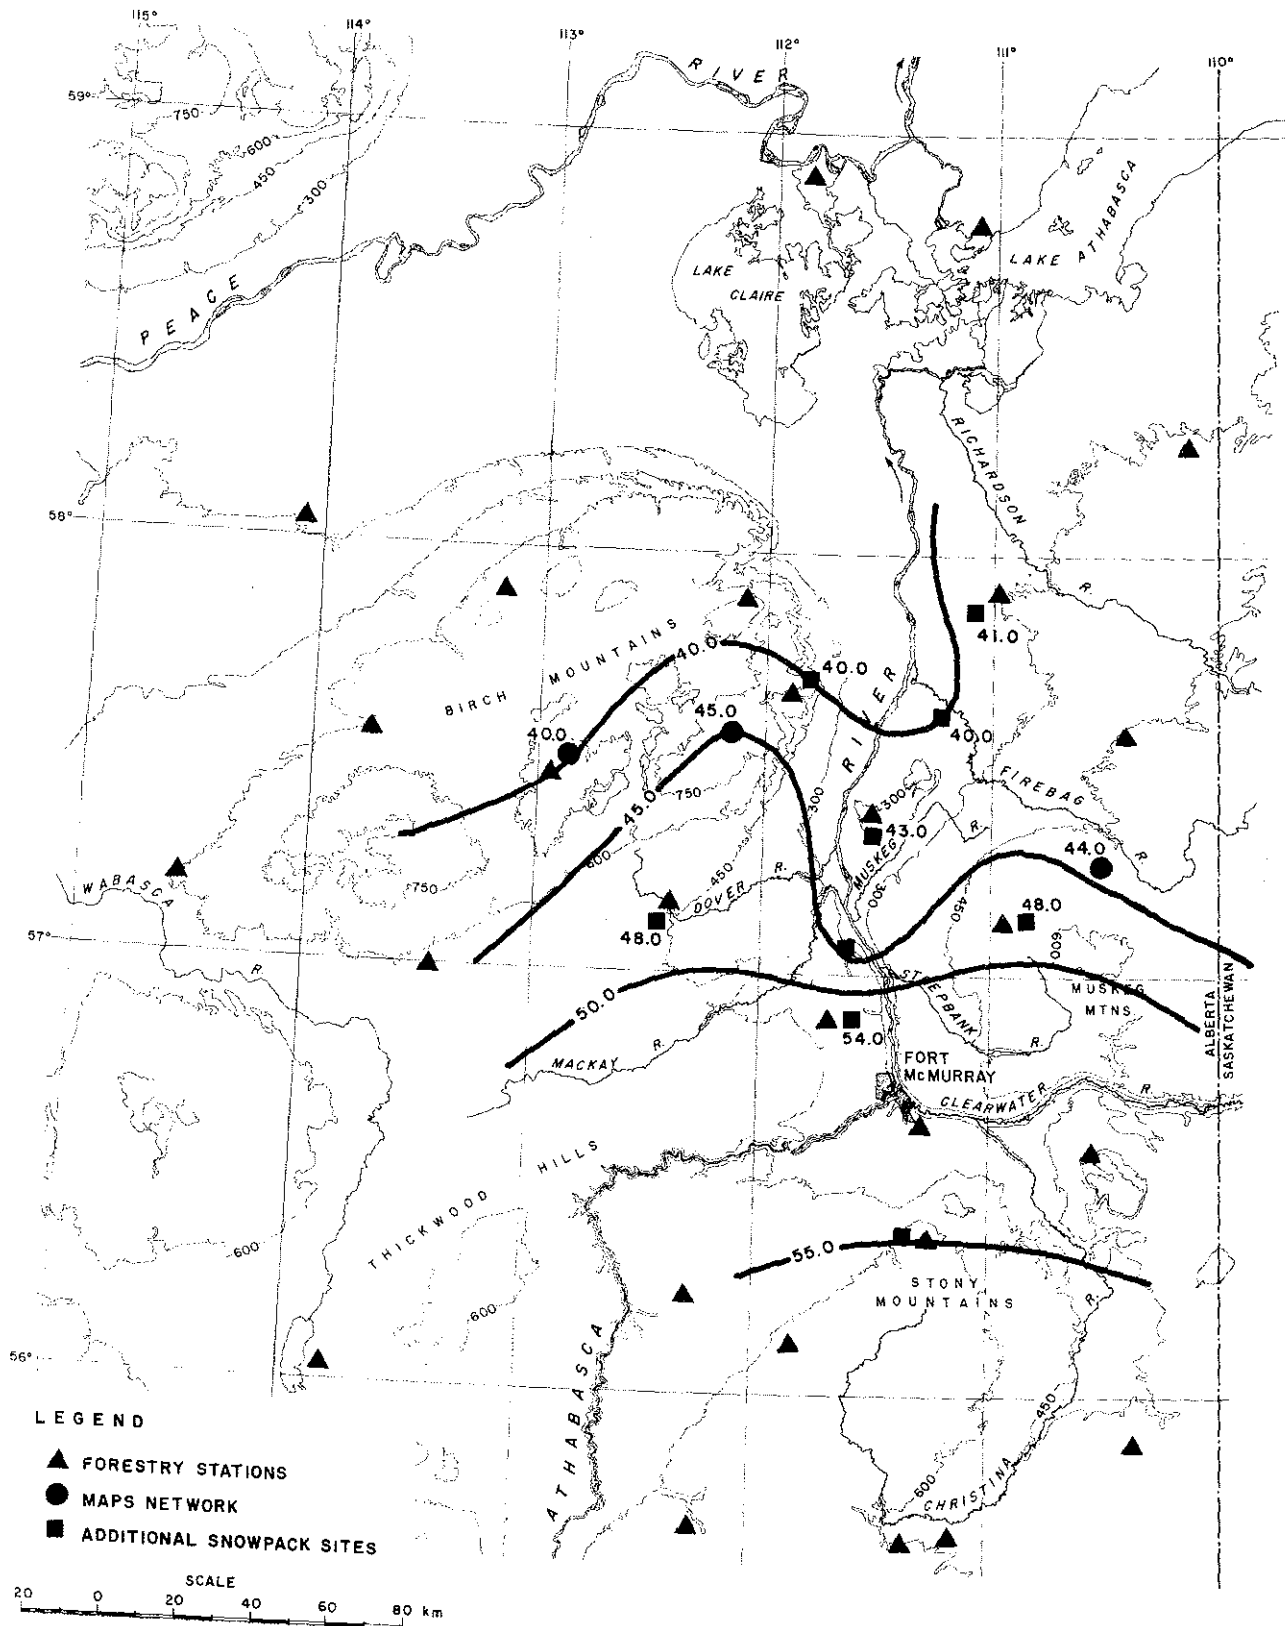 115°
114°
113°
112°
111°
110°
59°
750
600
450
300
RIVER
PEACE
LAKE ATHABASCA
LAKE
CLAIRE
RICHARDSON
R.
58°
BIRCH MOUNTAINS
40.0
40.0
41.0
40.0
45.0
40.0
RIVER
FIREBAG
R.
45.0
750
300
300
43.0
MUSKEG
R.
44.0
600
450
DOVER
R.
300
450
WABASCA
R.
750
600
48.0
48.0
600
57°
50.0
STEEPBANK
R.
MUSKEG
MTNS
ALBERTA
SASKATCHEWAN
MACKAY
R.
54.0
FORT
McMURRAY
CLEARWATER
R.
THICKWOOD HILLS
600
600
55.0
STONY
MOUNTAINS
R.
56°
ATHABASCA
450
600
CHRISTINA
LEGEND
FORESTRY STATIONS
MAPS NETWORK
ADDITIONAL SNOWPACK SITES
SCALE
20 0 20 40 60 80 km